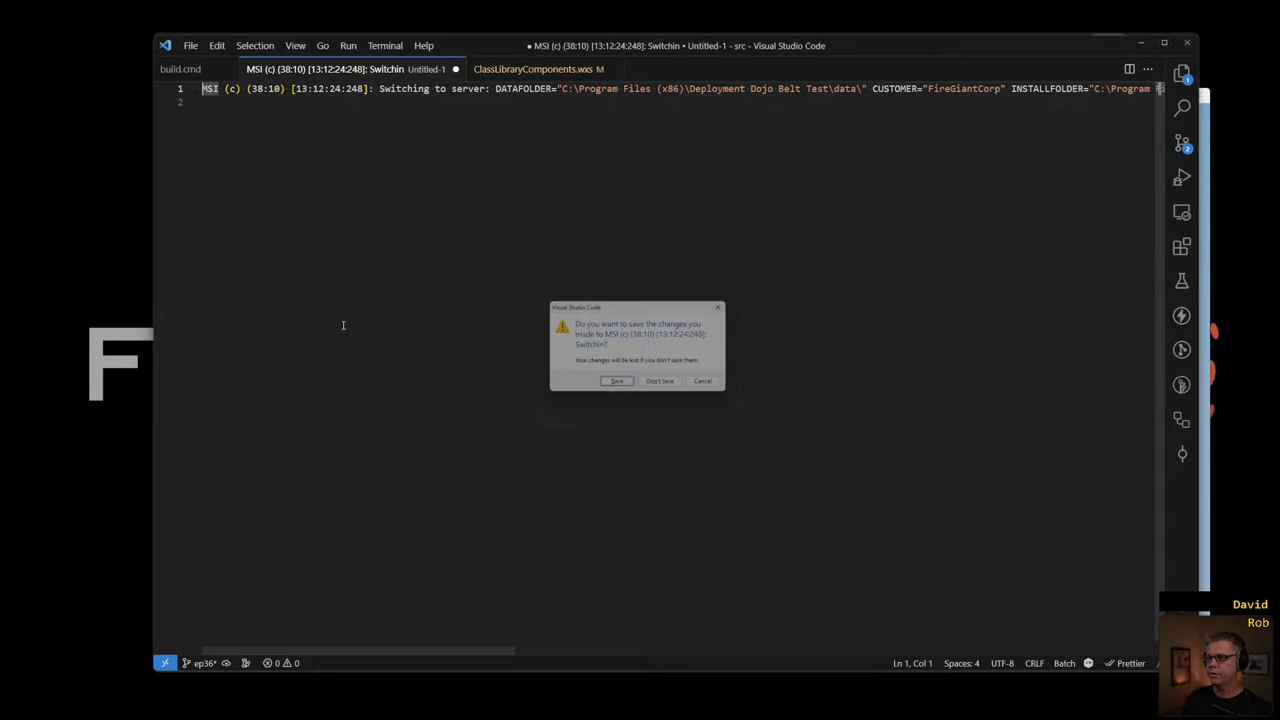 File Edit Selection View Go Run Terminal Help
● MSI (c) (38:10) [13:12:24:248]: Switchin • Untitled-1 - src - Visual Studio Code
build.cmd
MSI (c) (38:10) [13:12:24:248]: Switchin Untitled-1 ●
ClassLibraryComponents.wxs M
1 MSI (c) (38:10) [13:12:24:248]: Switching to server: DATAFOLDER="C:\Program Files (x86)\Deployment Dojo Belt Test\data\" CUSTOMER="FireGiantCorp" INSTALLFOLDER="C:\Program
2
1
2
Visual Studio Code
Do you want to save the changes you
made to MSI (c) (38:10) [13:12:24:248]:
Switchin?
Your changes will be lost if you don't save them.
Save Don't Save Cancel
F
David
Rob
ep36* 0 0
Ln 1, Col 1 Spaces: 4 UTF-8 CRLF Batch Prettier